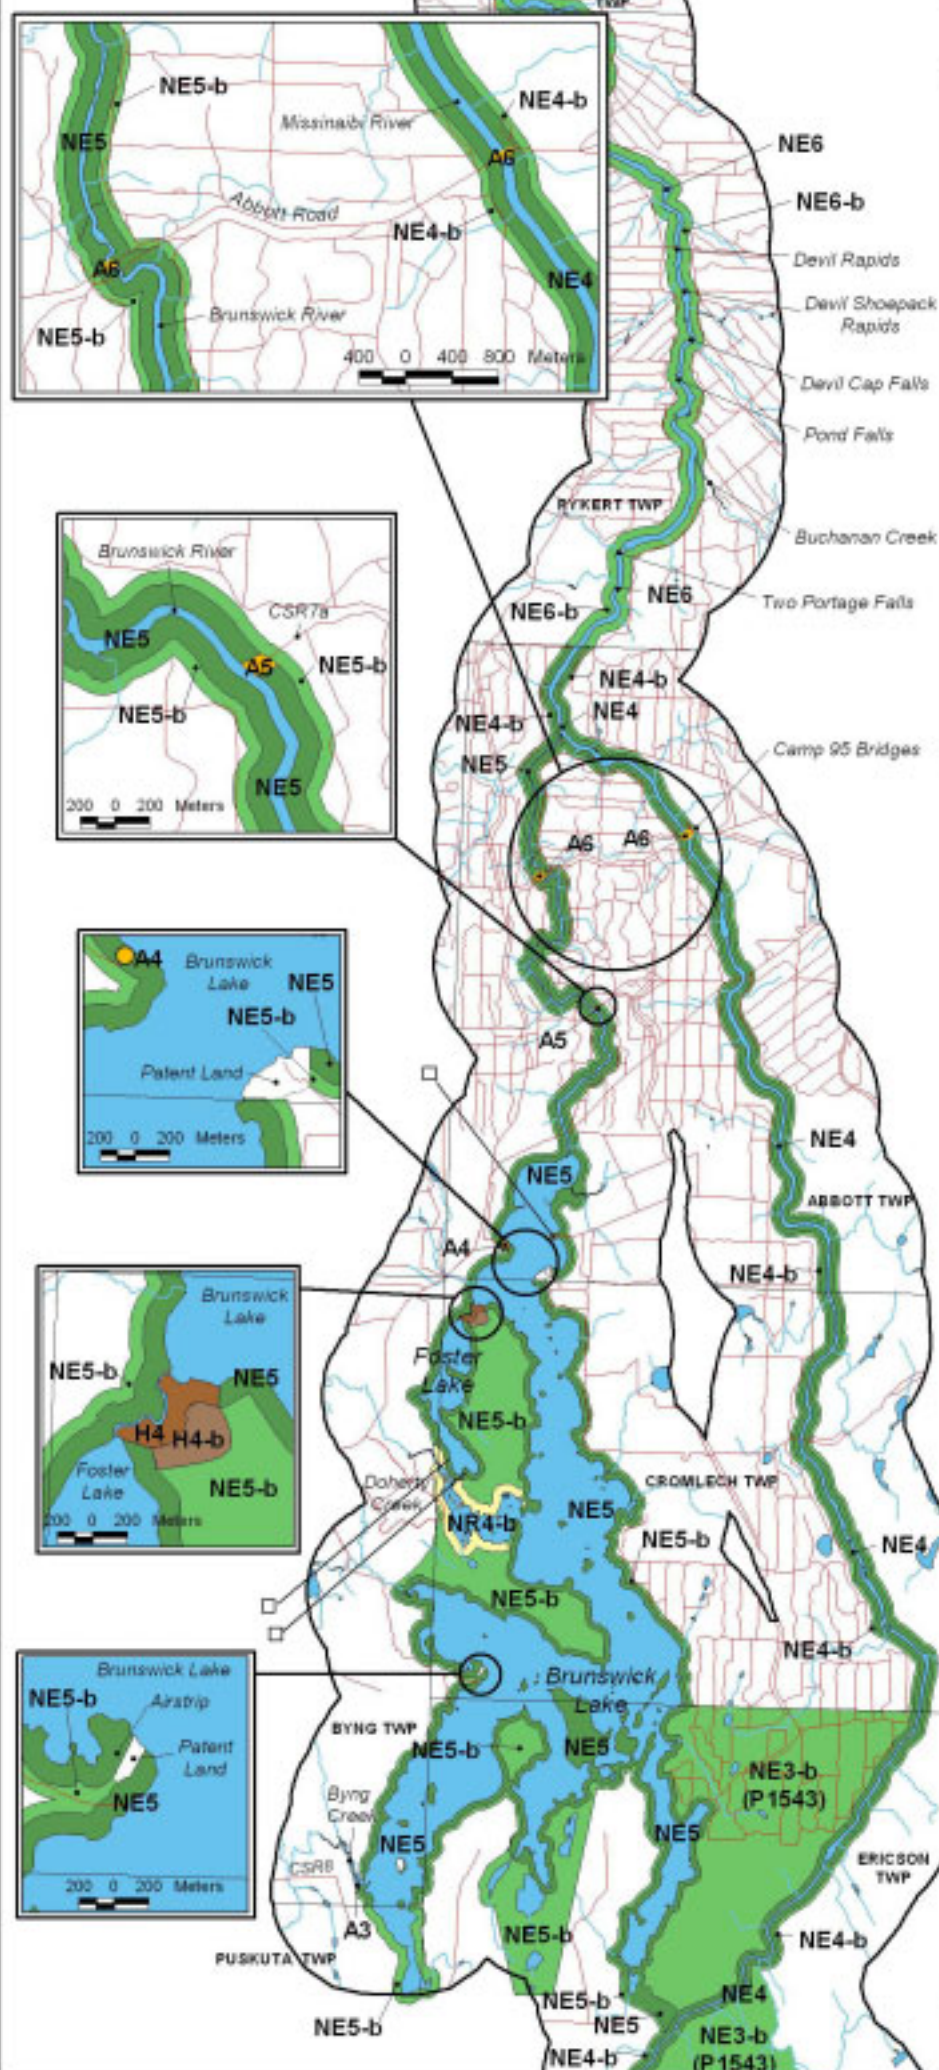 TWP
NE5-b
NE5
Missinaibi River
NE4-b
A6
Abbott Road
NE4-b
NE4
A6
NE5-b
Brunswick River
400 0 400 800 Meters
NE6
NE6-b
Devil Rapids
Devil Shoepack
Rapids
Devil Cap Falls
Pond Falls
RYKERT TWP
Buchanan Creek
NE6
Two Portage Falls
NE6-b
Brunswick River
CSR7a
NE5
A5
NE5-b
NE5-b
NE5
200 0 200 Meters
NE4-b
NE4-b
NE4
NE5
Camp 95 Bridges
A6
A6
A5
A4
Brunswick
Lake
NE5
NE5-b
Patent Land
200 0 200 Meters
NE4
NE5
ABBOTT TWP
A4
NE4-b
Brunswick
Lake
NE5-b
NE5
H4
H4-b
Foster
Lake
NE5-b
200 0 200 Meters
Foster
Lake
NE5-b
Doherty
Creek
NR4-b
NE5
CROMLECH TWP
NE5-b
NE4
NE5-b
NE4-b
Brunswick Lake
NE5-b
Airstrip
Patent
Land
NE5
200 0 200 Meters
Brunswick
Lake
BYNG TWP
NE5-b
NE5
NE3-b
(P1543)
Byng
Creek
NE5
NE5
CSR8
ERICSON
TWP
A3
NE5-b
NE4-b
PUSKUTA TWP
NE5-b
NE5-b
NE5
NE4
NE4-b
NE3-b
(P1543)